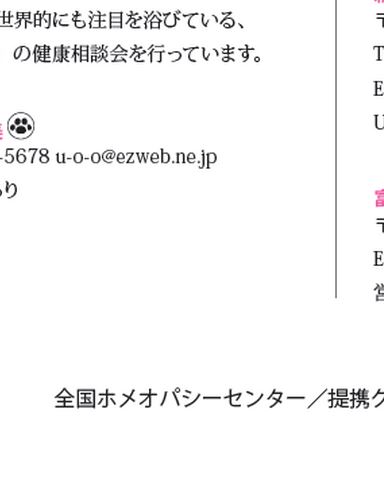 世界的にも注目を浴びている、
の健康相談会を行っています。
-5678 u-o-o@ezweb.ne.jp
り
全国ホメオパシーセンター／提携ク
〒
T
E
U
富
〒
E
営